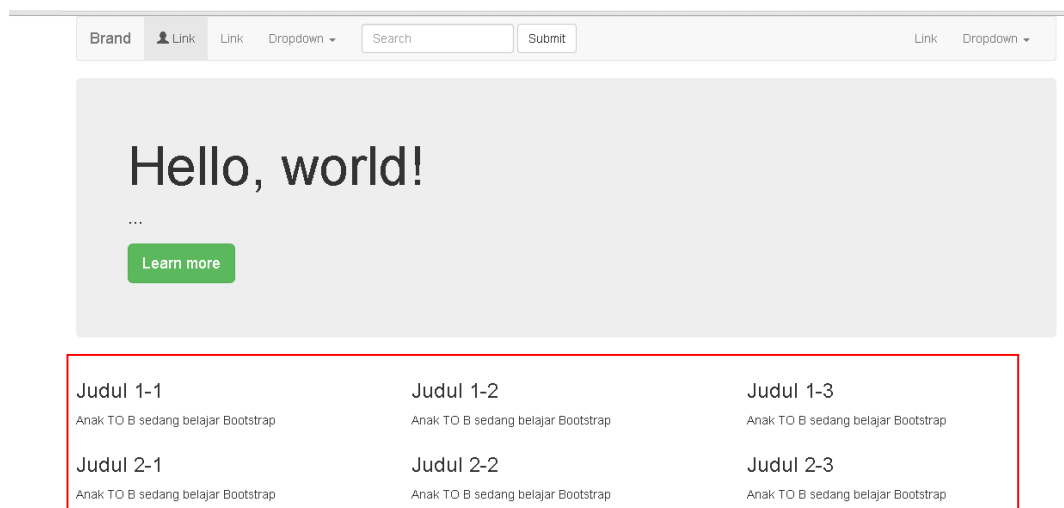 Brand Link Link Dropdown Search Submit Link Dropdown
Hello, world!
...
Learn more
Judul 1-1 Judul 1-2 Judul 1-3
Anak TO B sedang belajar Bootstrap Anak TO B sedang belajar Bootstrap Anak TO B sedang belajar Bootstrap
Judul 2-1 Judul 2-2 Judul 2-3
Anak TO B sedang belajar Bootstrap Anak TO B sedang belajar Bootstrap Anak TO B sedang belajar Bootstrap